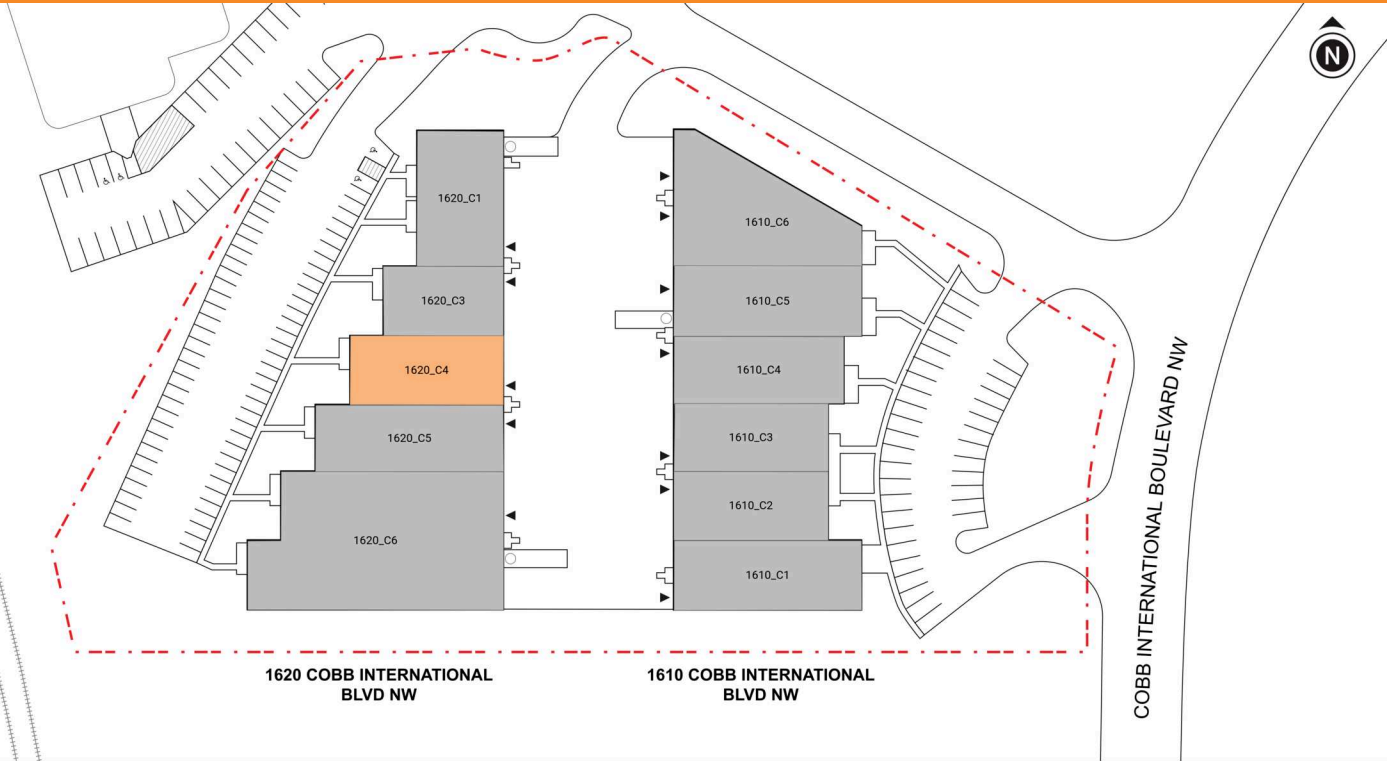 N
1620_C1
1610_C6
1620_C3
1610_C5
1620_C4
1610_C4
1620_C5
1610_C3
1610_C2
1620_C6
1610_C1
COBB INTERNATIONAL BOULEVARD NW
1620 COBB INTERNATIONAL
BLVD NW
1610 COBB INTERNATIONAL
BLVD NW